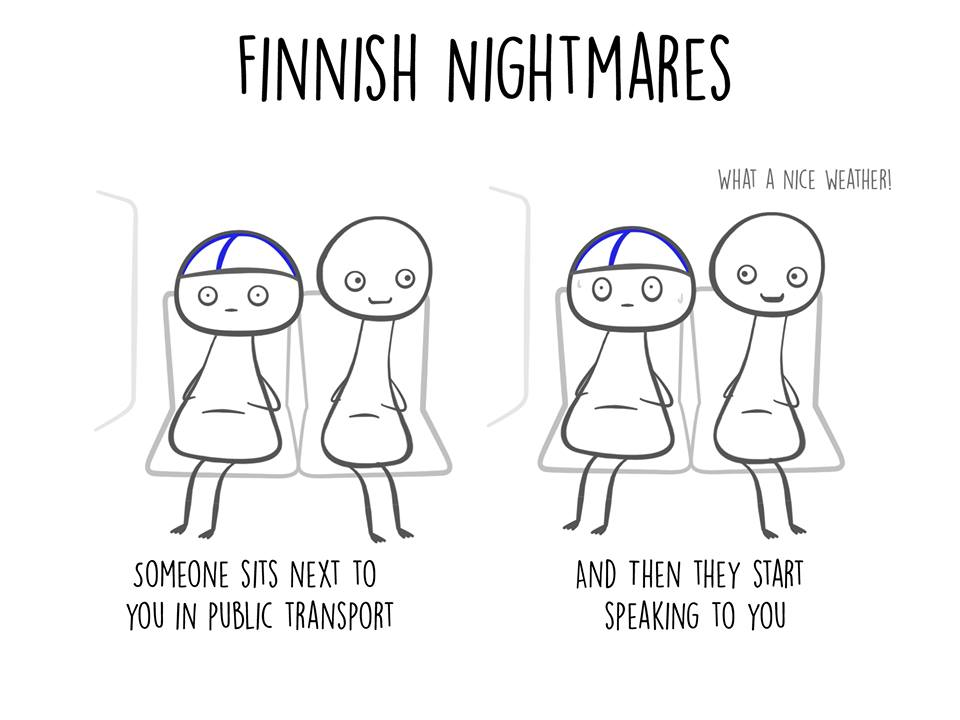 FINNISH NIGHTMARES
WHAT A NICE WEATHER!
SOMEONE SITS NEXT TO
YOU IN PUBLIC TRANSPORT
AND THEN THEY START
SPEAKING TO YOU